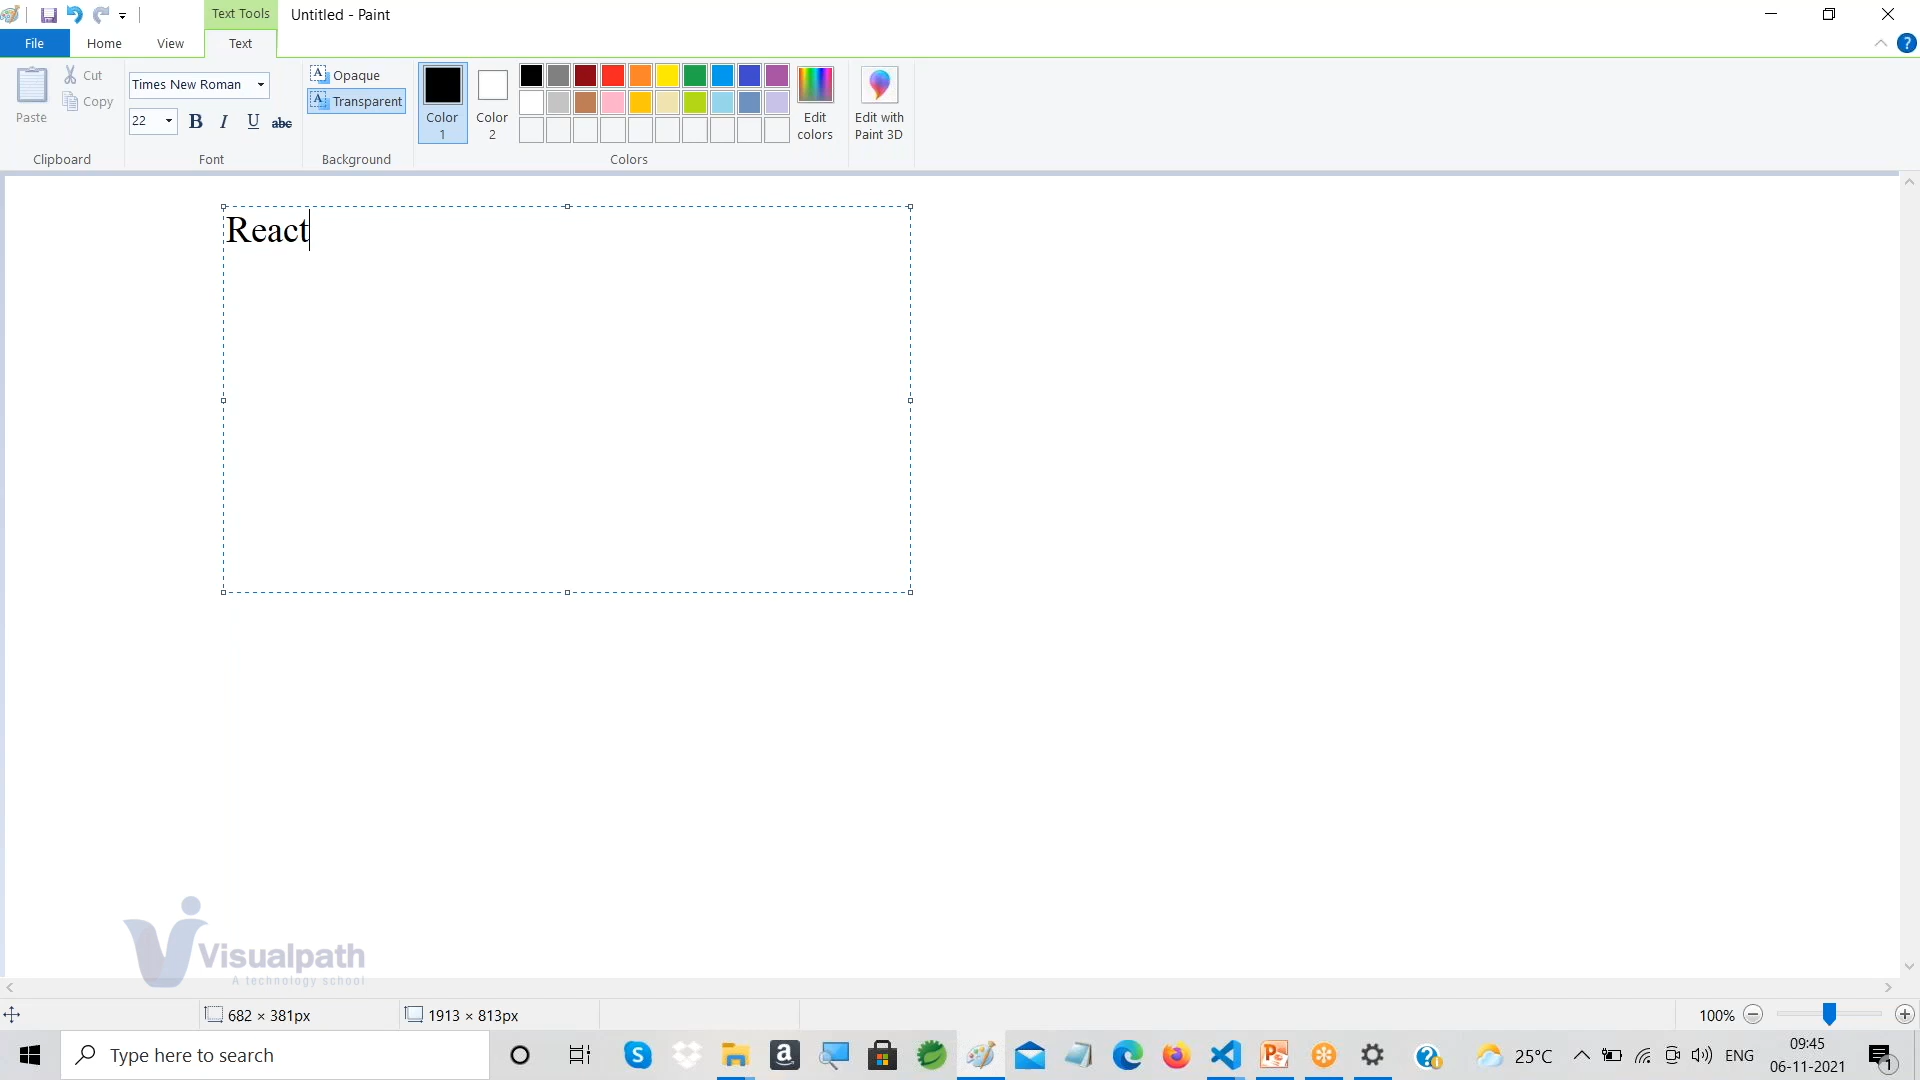 Text Tools
Untitled - Paint
File
Home
View
Text
Paste
Cut
Copy
Clipboard
Times New Roman
22
B
I
U
abc
Font
Opaque
Transparent
Background
Color
1
Color
2
Colors
Edit
colors
Edit with
Paint 3D
React
Visualpath
A technology school
682 × 381px
1913 × 813px
100%
Type here to search
25°C
ENG
09:45
06-11-2021
1